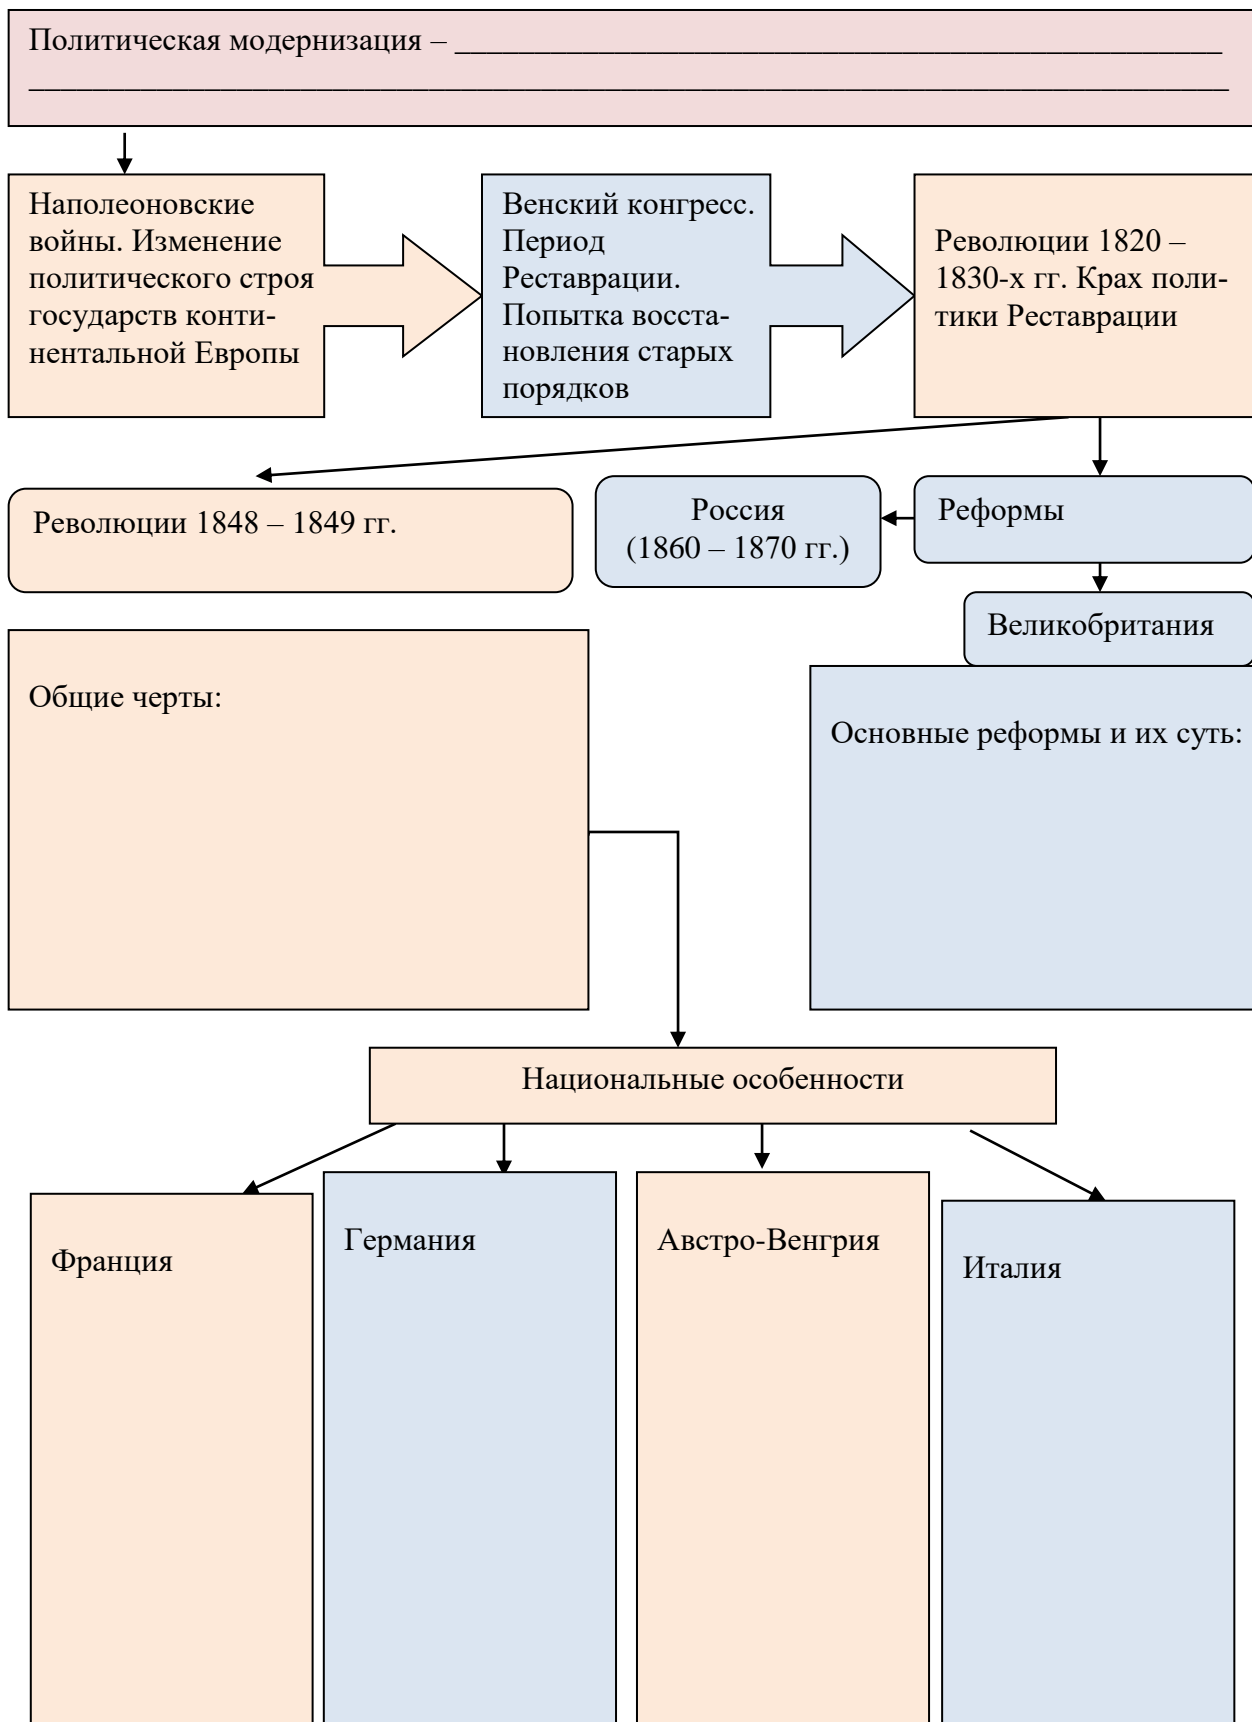 Политическая модернизация – ________________________________________________
___________________________________________________________________________
Наполеоновские
войны. Изменение
политического строя
государств конти-
нентальной Европы
Венский конгресс.
Период
Реставрации.
Попытка восста-
новления старых
порядков
Революции 1820 –
1830-х гг. Крах поли-
тики Реставрации
Революции 1848 – 1849 гг.
Россия
(1860 – 1870 гг.)
Реформы
Великобритания
Общие черты:
Основные реформы и их суть:
Национальные особенности
Франция
Германия
Австро-Венгрия
Италия